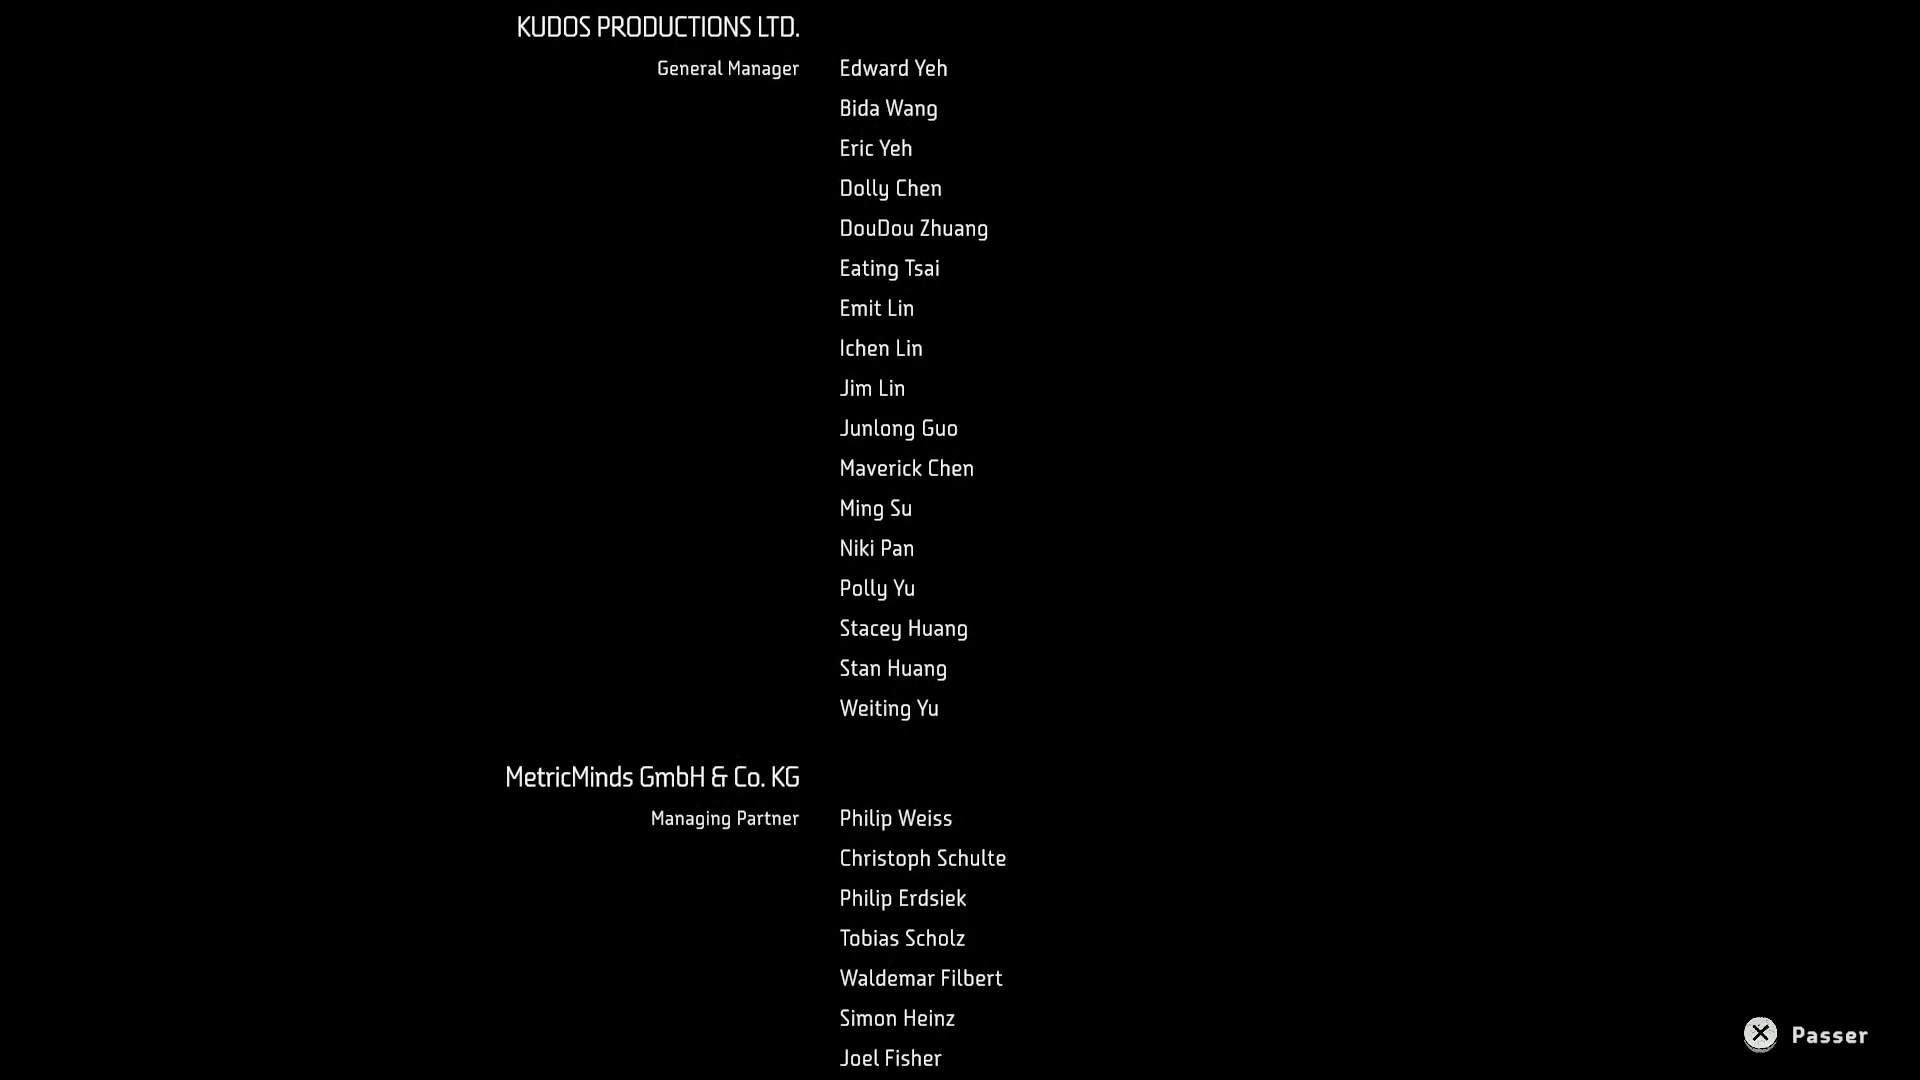 KUDOS PRODUCTIONS LTD.
General Manager Edward Yeh
Bida Wang
Eric Yeh
Dolly Chen
DouDou Zhuang
Eating Tsai
Emit Lin
Ichen Lin
Jim Lin
Junlong Guo
Maverick Chen
Ming Su
Niki Pan
Polly Yu
Stacey Huang
Stan Huang
Weiting Yu
MetricMinds GmbH & Co. KG
Managing Partner Philip Weiss
Christoph Schulte
Philip Erdsiek
Tobias Scholz
Waldemar Filbert
Simon Heinz
Joel Fisher
Passer